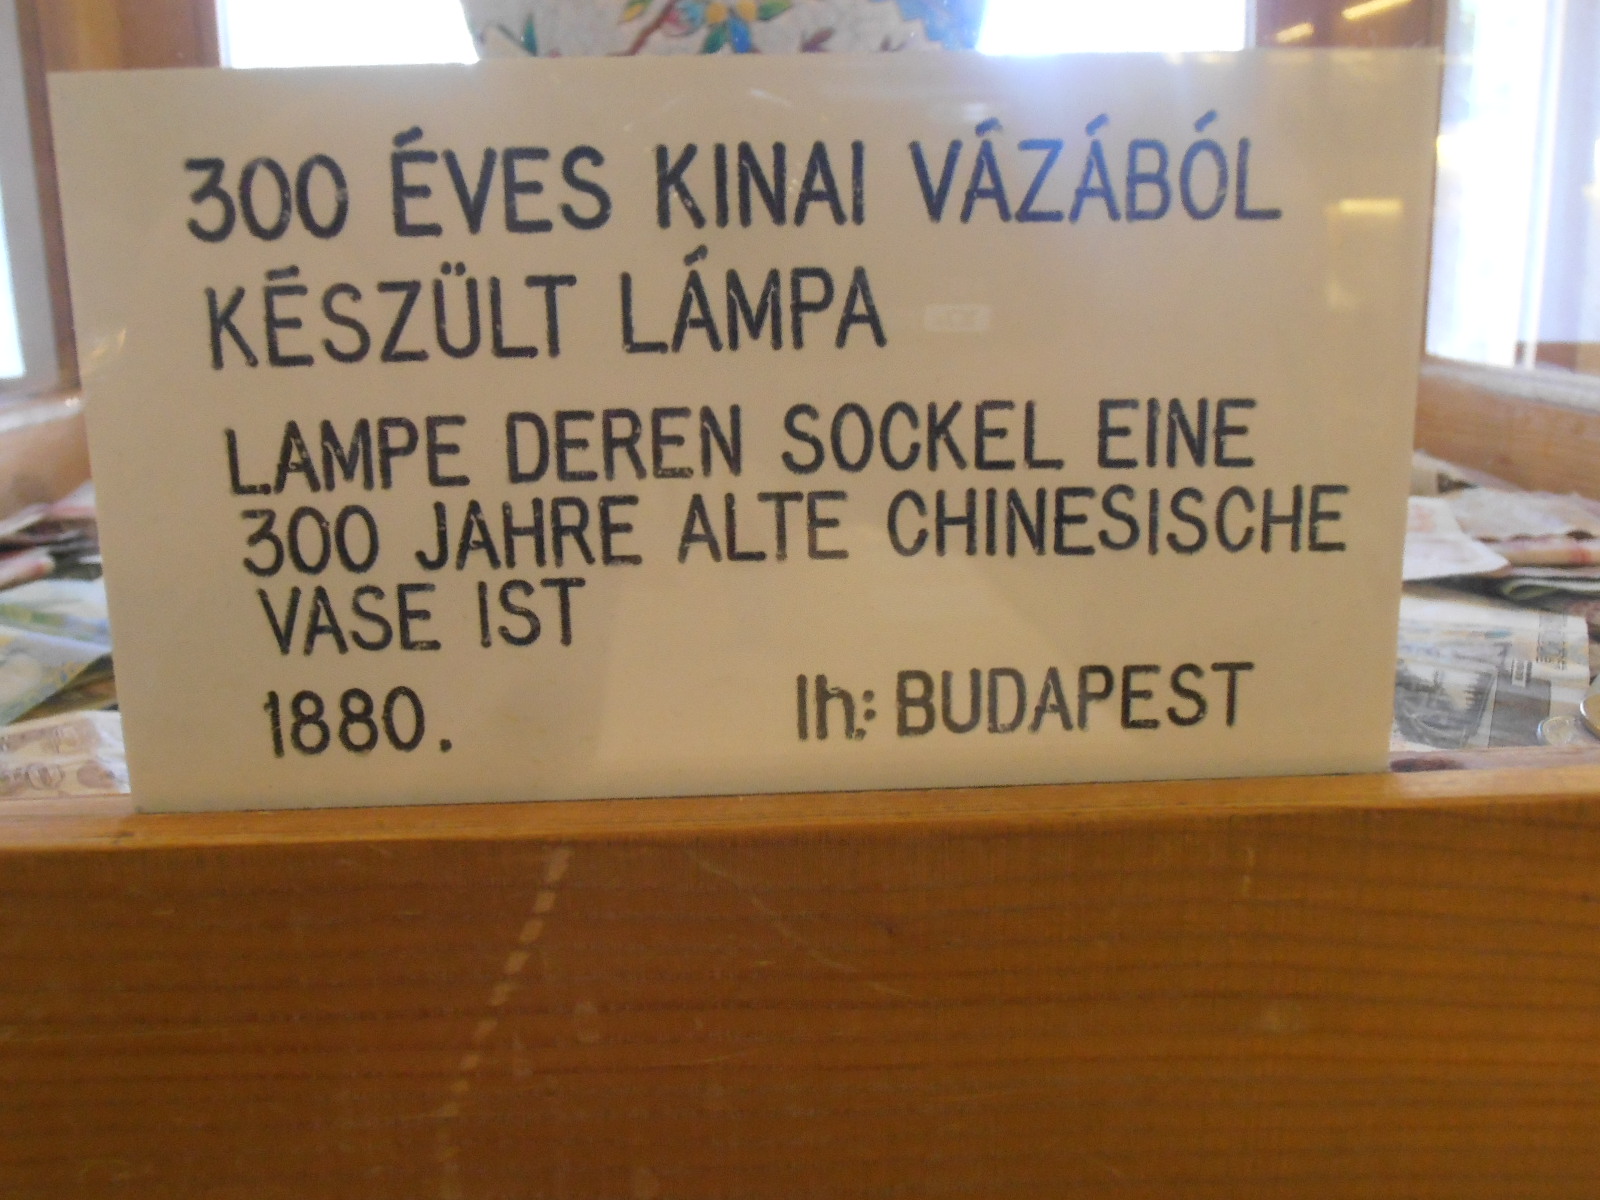 300 ÉVES KINAI VÁZÁBÓL
KÉSZÜLT LÁMPA
LAMPE DEREN SOCKEL EINE
300 JAHRE ALTE CHINESISCHE
VASE IST
1880. lh: BUDAPEST